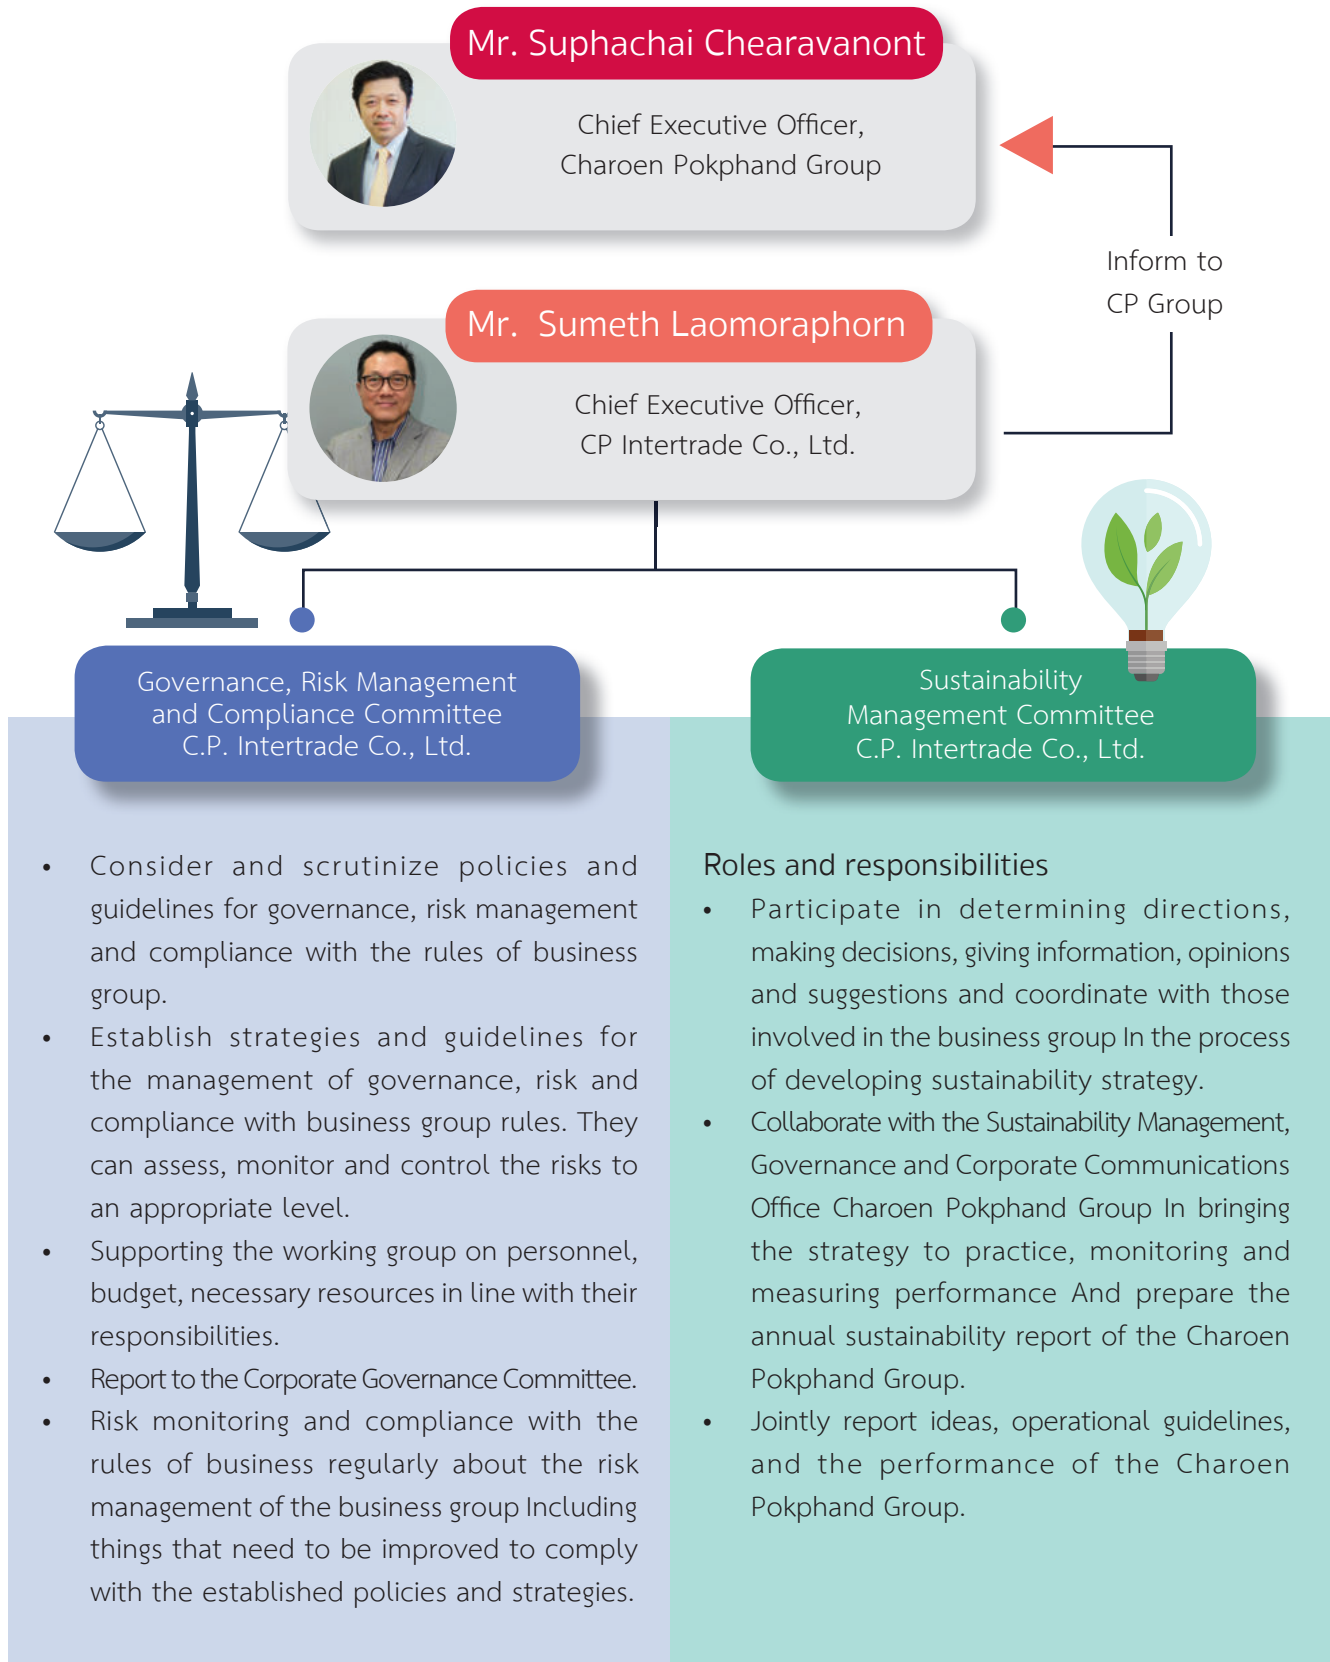 Mr. Suphachai Chearavanont
Chief Executive Officer,
Charoen Pokphand Group
Inform to
CP Group
Mr. Sumeth Laomoraphorn
Chief Executive Officer,
CP Intertrade Co., Ltd.
Governance, Risk Management
and Compliance Committee
C.P. Intertrade Co., Ltd.
• Consider and scrutinize policies and
guidelines for governance, risk management
and compliance with the rules of business
group.
• Establish strategies and guidelines for
the management of governance, risk and
compliance with business group rules. They
can assess, monitor and control the risks to
an appropriate level.
• Supporting the working group on personnel,
budget, necessary resources in line with their
responsibilities.
• Report to the Corporate Governance Committee.
• Risk monitoring and compliance with the
rules of business regularly about the risk
management of the business group Including
things that need to be improved to comply
with the established policies and strategies.
Sustainability
Management Committee
C.P. Intertrade Co., Ltd.
Roles and responsibilities
• Participate in determining directions,
making decisions, giving information, opinions
and suggestions and coordinate with those
involved in the business group In the process
of developing sustainability strategy.
• Collaborate with the Sustainability Management,
Governance and Corporate Communications
Office Charoen Pokphand Group In bringing
the strategy to practice, monitoring and
measuring performance And prepare the
annual sustainability report of the Charoen
Pokphand Group.
• Jointly report ideas, operational guidelines,
and the performance of the Charoen
Pokphand Group.